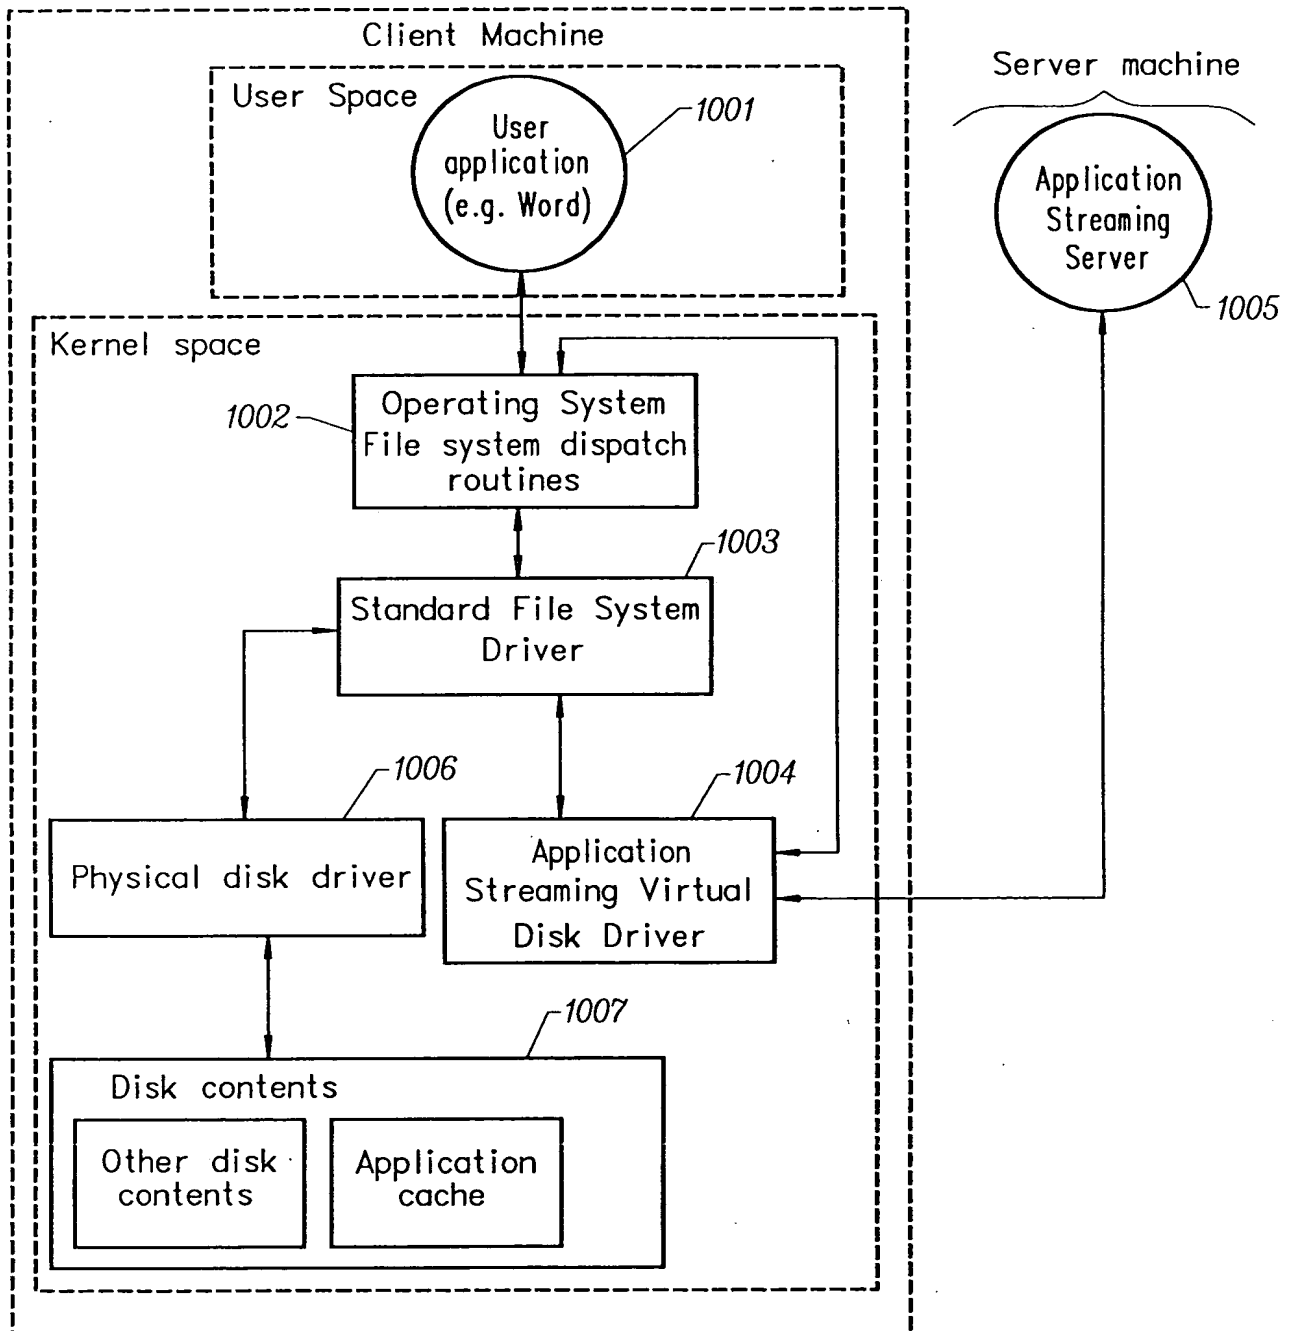 Client Machine
Server machine
User Space
1001
User
application
(e.g. Word)
Application
Streaming
Server
1005
Kernel space
1002
Operating System
File system dispatch
routines
1003
Standard File System
Driver
1006
1004
Physical disk driver
Application
Streaming Virtual
Disk Driver
1007
Disk contents
Other disk
contents
Application
cache